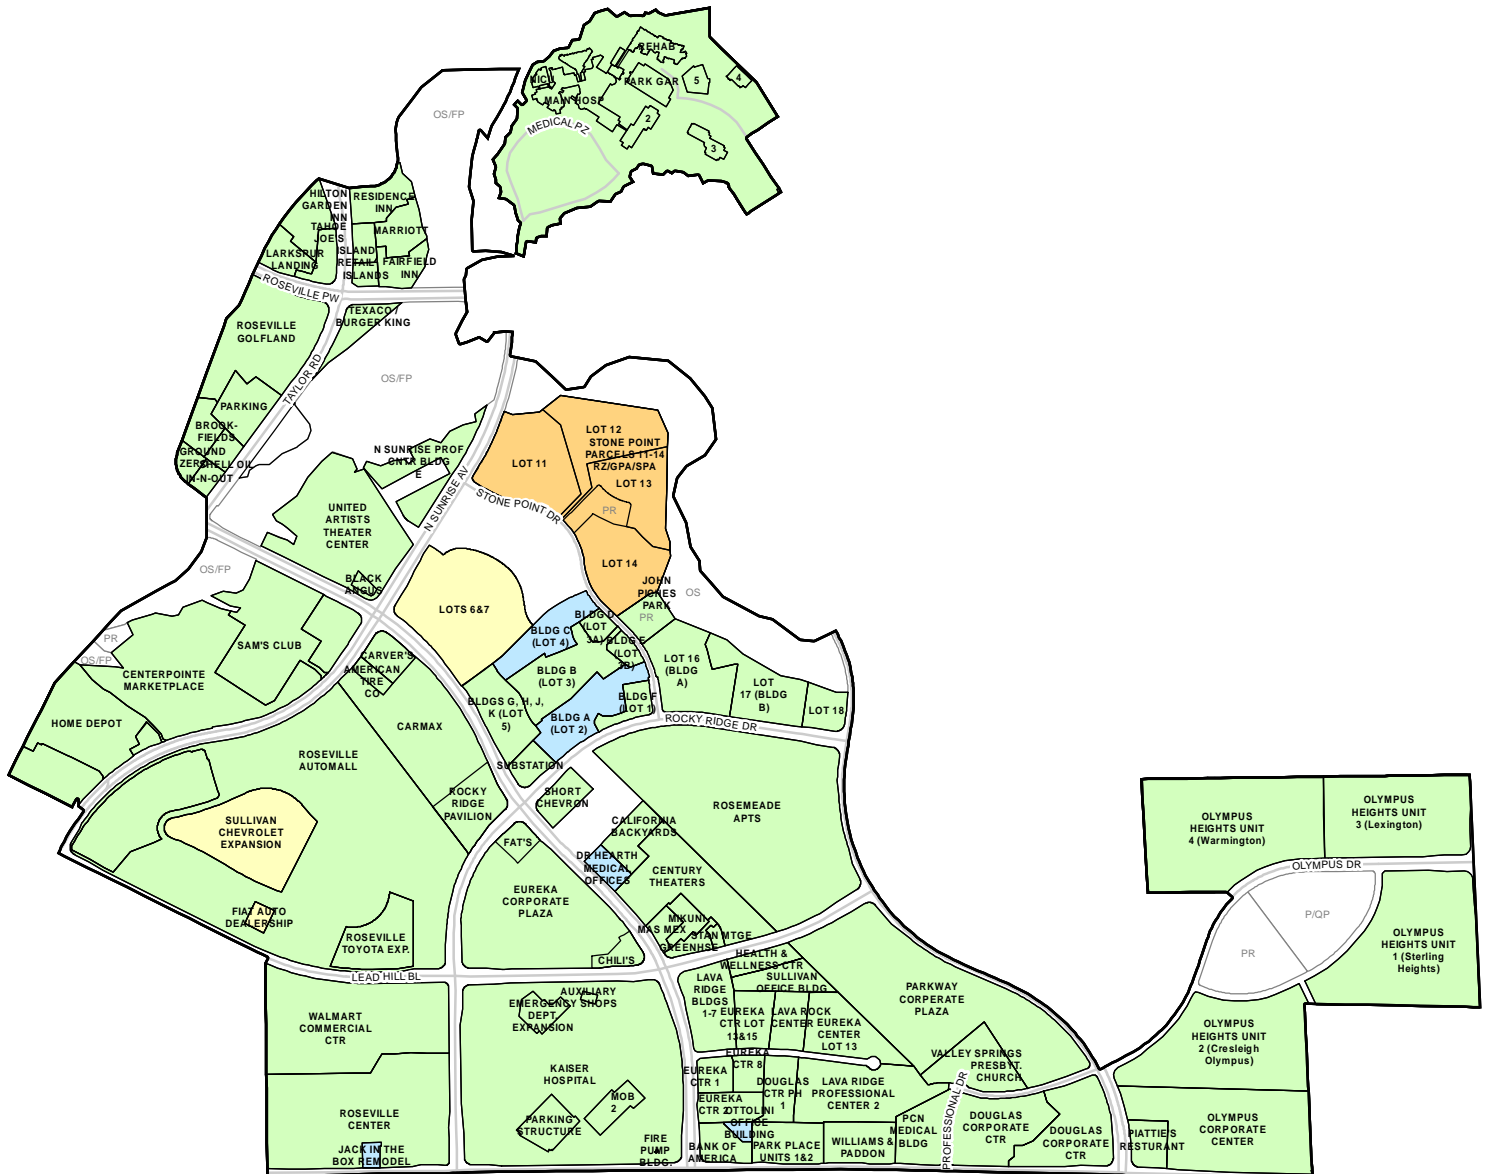 REHAB
4
5
NICU
PARK GAR
MAIN HOSP
OS/FP
2
MEDICAL PZ
3
HILTON
GARDEN
INN
RESIDENCE
INN
TAHOE
JOE'S
MARRIOTT
LARKSPUR
LANDING
ISLAND
RETAIL
ISLANDS
FAIRFIELD
INN
ROSEVILLE PW
TEXACO /
BURGER KING
ROSEVILLE
GOLFLAND
TAYLOR RD
OS/FP
PARKING
BROOK-
FIELDS
GROUND
ZERO
SHELL OIL
IN-N-OUT
N SUNRISE PROF
CNTR BLDG
E
N SUNRISE AV
LOT 11
LOT 12
STONE POINT
PARCELS 11-14
RZ/GPA/SPA
LOT 13
PR
STONE POINT DR
LOT 14
UNITED
ARTISTS
THEATER
CENTER
BLACK
ANGUS
OS/FP
LOTS 6&7
JOHN
PICHES
PARK
PR
OS
BLDG D
(LOT
3A)
BLDG C
(LOT 4)
BLDG E
(LOT
3B)
PR
OS/FP
SAM'S CLUB
CENTERPOINTE
MARKETPLACE
CARVER'S
AMERICAN
TIRE
CO
BLDG B
(LOT 3)
LOT 16
(BLDG
A)
LOT
17 (BLDG
B)
LOT 18
BLDGS G, H, J,
K (LOT
5)
BLDG F
(LOT 1)
BLDG A
(LOT 2)
ROCKY RIDGE DR
HOME DEPOT
CARMAX
ROSEVILLE
AUTOMALL
SUBSTATION
ROCKY
RIDGE
PAVILION
SHORT
CHEVRON
ROSEMEADE
APTS
SULLIVAN
CHEVROLET
EXPANSION
CALIFORNIA
BACKYARDS
FAT'S
DR HEARTH
MEDICAL
OFFICES
CENTURY
THEATERS
OLYMPUS
HEIGHTS UNIT
4 (Warmington)
OLYMPUS
HEIGHTS UNIT
3 (Lexington)
OLYMPUS DR
P/QP
PR
OLYMPUS
HEIGHTS UNIT
1 (Sterling
Heights)
EUREKA
CORPORATE
PLAZA
FIAT AUTO
DEALERSHIP
ROSEVILLE
TOYOTA EXP.
MIKUNI
MAS MEX
STAN MTGE
GREENHSE
CHILI'S
LEAD HILL BL
HEALTH &
WELLNESS CTR
SULLIVAN
OFFICE BLDG
LAVA
RIDGE
BLDGS
1-7
PARKWAY
CORPERATE
PLAZA
AUXILIARY
SHOPS
EMERGENCY
DEPT.
EXPANSION
WALMART
COMMERCIAL
CTR
EUREKA
CTR LOT
13&15
LAVA ROCK
CENTER
EUREKA
CENTER
LOT 13
OLYMPUS
HEIGHTS UNIT
2 (Cresleigh
Olympus)
EUREKA
CTR 8
VALLEY SPRINGS
PRESBYT.
CHURCH
KAISER
HOSPITAL
EUREKA
CTR 1
DOUGLAS
CTR PH
1
LAVA RIDGE
PROFESSIONAL
CENTER 2
MOB
2
EUREKA
CTR 2
OTTOLINI
OFFICE
BUILDING
PCN
MEDICAL
BLDG
PROFESSIONAL DR
DOUGLAS
CORPORATE
CTR
ROSEVILLE
CENTER
PARKING
STRUCTURE
FIRE
PUMP
BLDG.
BANK OF
AMERICA
PARK PLACE
UNITS 1&2
WILLIAMS &
PADDON
DOUGLAS
CORPORATE
CTR
PIATTIE'S
RESTURANT
OLYMPUS
CORPORATE
CENTER
JACK IN THE
BOX REMODEL